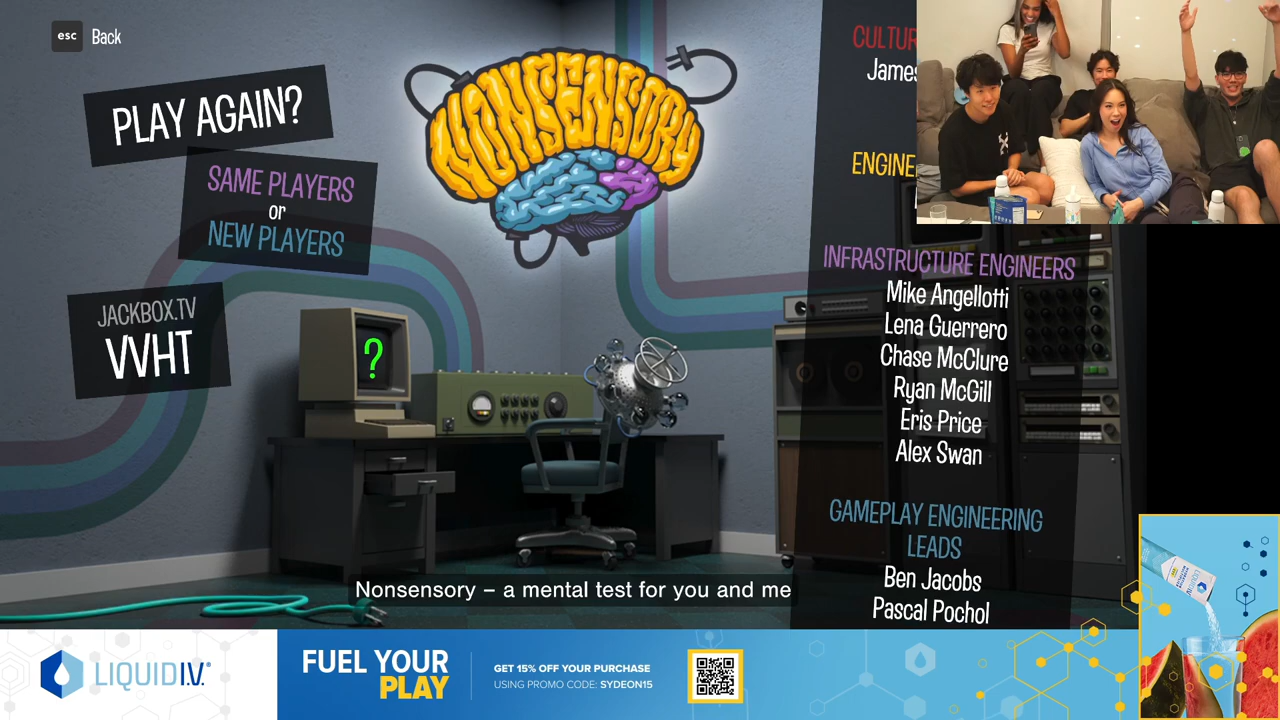 esc Back
PLAY AGAIN?
SAME PLAYERS
or
NEW PLAYERS
JACKBOX.TV
VVHT
NONSENSORY
?
James
INFRASTRUCTURE ENGINEERS
Mike Angellotti
Lena Guerrero
Chase McClure
Ryan McGill
Eris Price
Alex Swan
GAMEPLAY ENGINEERING
LEADS
Ben Jacobs
Pascal Pochol
Nonsensory – a mental test for you and me
LIQUID I.V.
FUEL YOUR
PLAY
GET 15% OFF YOUR PURCHASE
USING PROMO CODE: SYDEON15